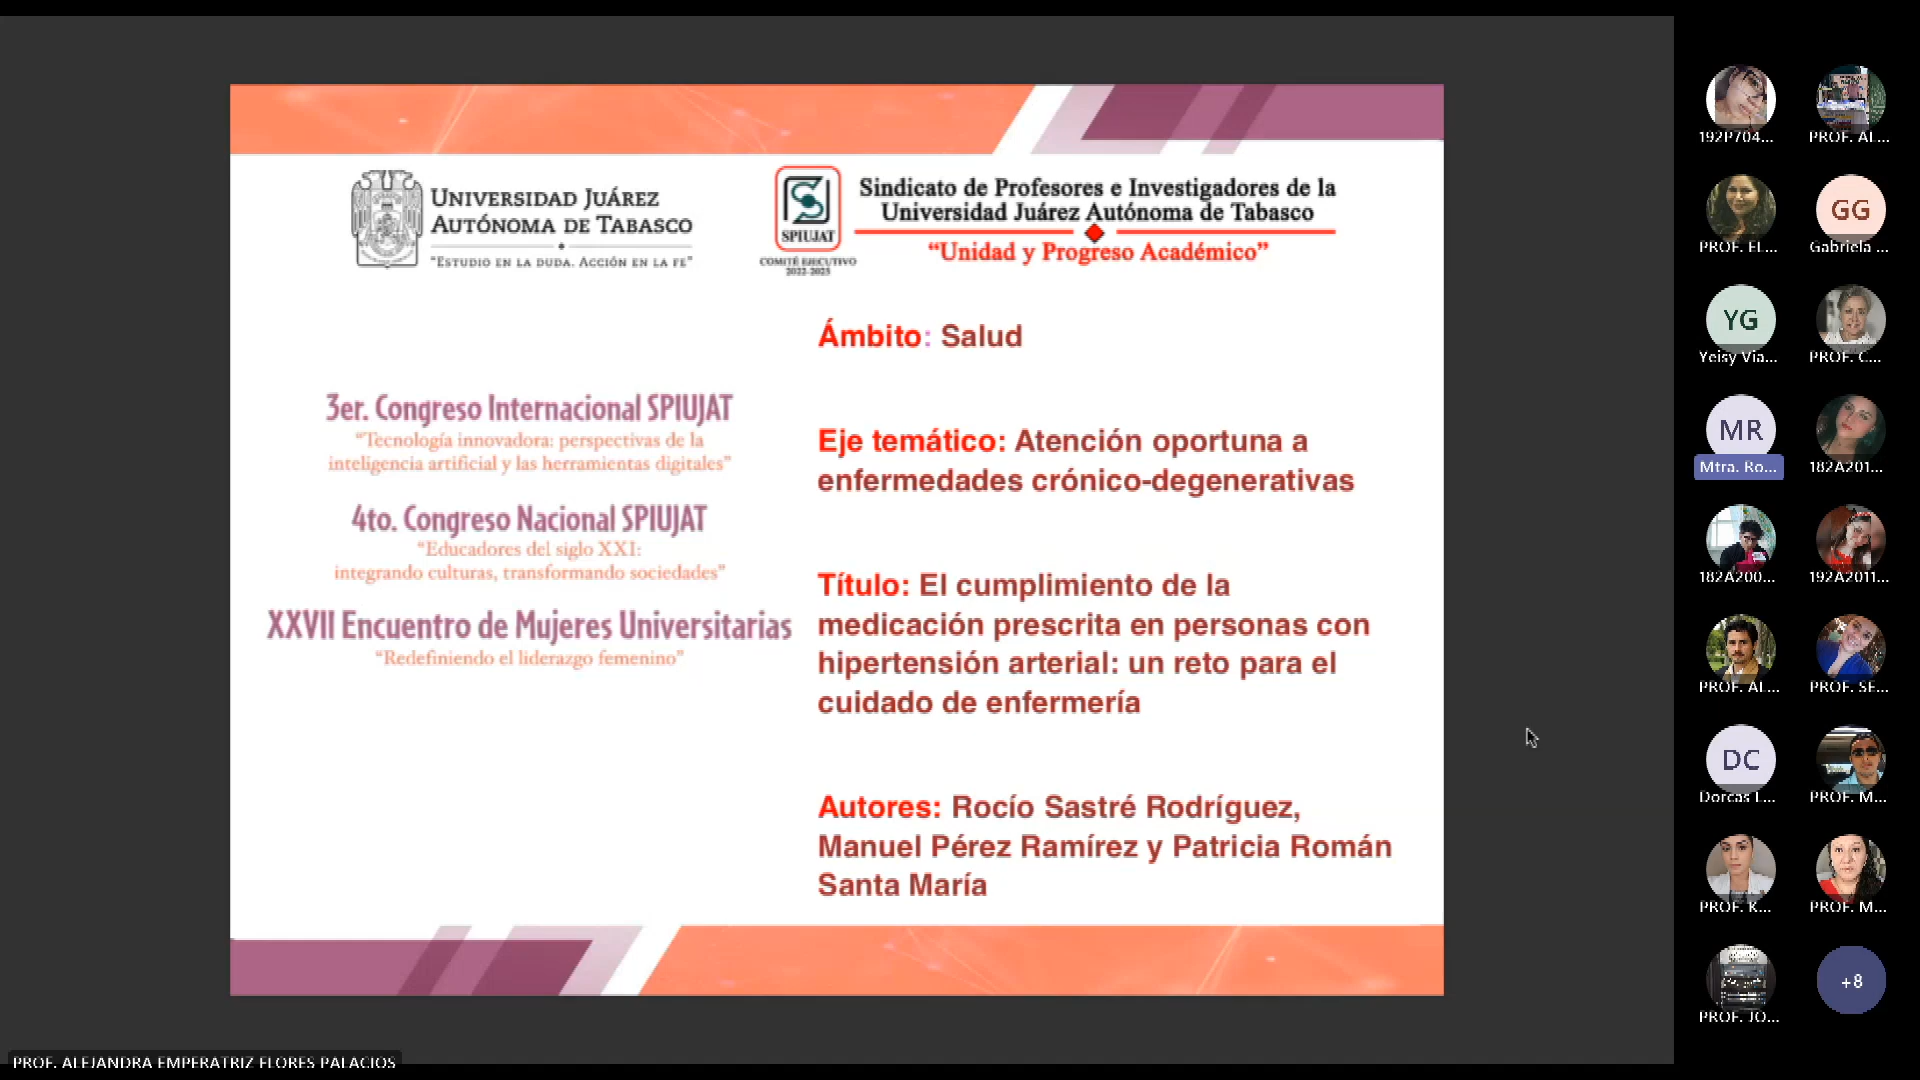 UNIVERSIDAD JUÁREZ
AUTÓNOMA DE TABASCO
“ESTUDIO EN LA DUDA. ACCIÓN EN LA FE”
SPIUJAT
COMITÉ EJECUTIVO
2022-2025
Sindicato de Profesores e Investigadores de la
Universidad Juárez Autónoma de Tabasco
“Unidad y Progreso Académico”
3er. Congreso Internacional SPIUJAT
“Tecnología innovadora: perspectivas de la
inteligencia artificial y las herramientas digitales”
4to. Congreso Nacional SPIUJAT
“Educadores del siglo XXI:
integrando culturas, transformando sociedades”
XXVII Encuentro de Mujeres Universitarias
“Redefiniendo el liderazgo femenino”
Ámbito: Salud
Eje temático: Atención oportuna a
enfermedades crónico-degenerativas
Título: El cumplimiento de la
medicación prescrita en personas con
hipertensión arterial: un reto para el
cuidado de enfermería
Autores: Rocío Sastré Rodríguez,
Manuel Pérez Ramírez y Patricia Román
Santa María
192P704...
PROF. AL...
PROF. EL...
GG
Gabriela ...
YG
Yeisy Via...
PROF. C...
MR
Mtra. Ro...
182A201...
182A200...
192A2011...
PROF. AL...
PROF. SE...
DC
Dorcas L...
PROF. M...
PROF. K...
PROF. M...
PROF. JO...
+8
PROF. ALEJANDRA EMPERATRIZ FLORES PALACIOS